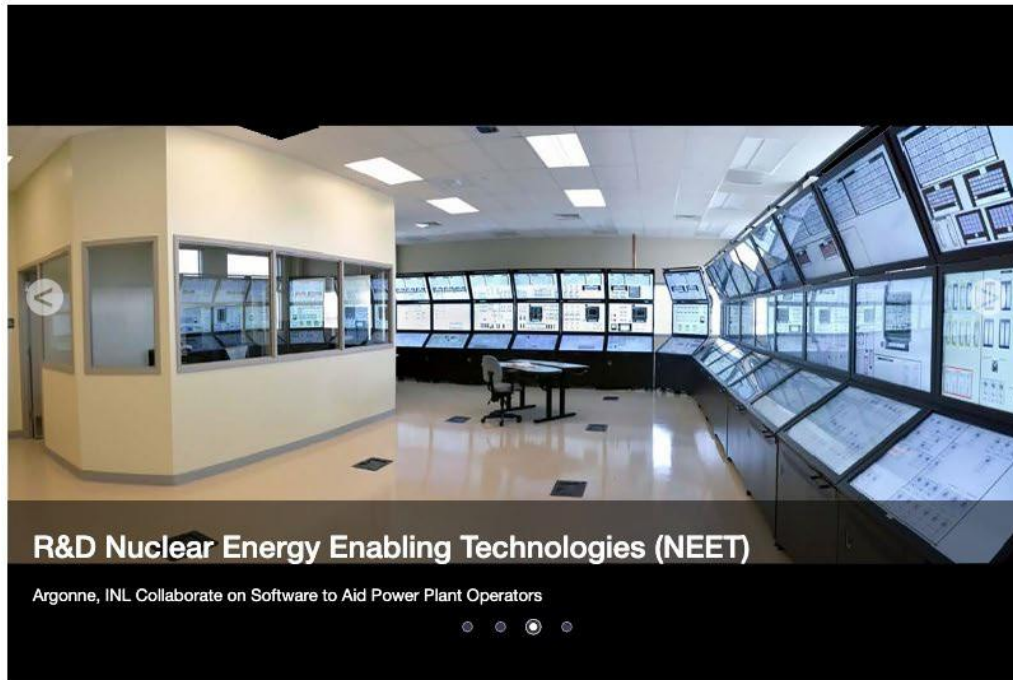 R&D Nuclear Energy Enabling Technologies (NEET)
Argonne, INL Collaborate on Software to Aid Power Plant Operators